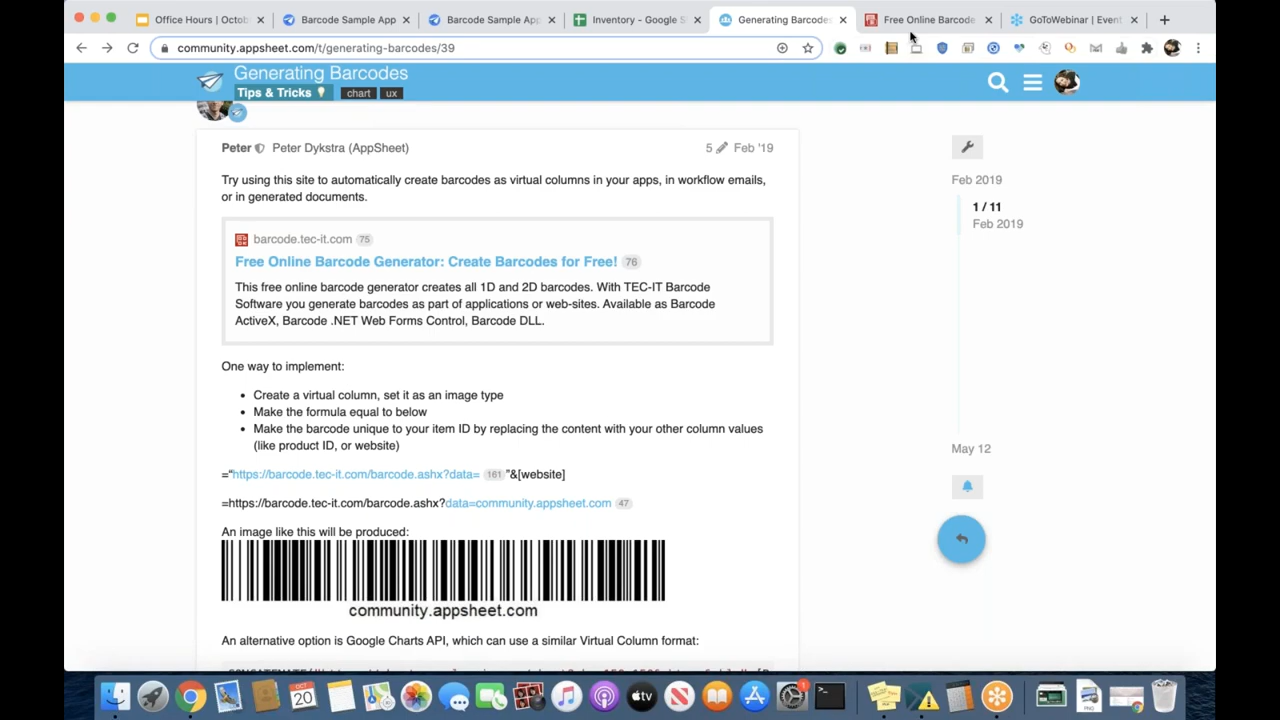 Office Hours | Octob
Barcode Sample App
Barcode Sample App
Inventory - Google S
Generating Barcodes
Free Online Barcode
GoToWebinar | Event
community.appsheet.com/t/generating-barcodes/39
Generating Barcodes
Tips & Tricks
chart
ux
Peter Peter Dykstra (AppSheet)
5 Feb '19
Try using this site to automatically create barcodes as virtual columns in your apps, in workflow emails,
or in generated documents.
barcode.tec-it.com 75
Free Online Barcode Generator: Create Barcodes for Free! 76
This free online barcode generator creates all 1D and 2D barcodes. With TEC-IT Barcode
Software you generate barcodes as part of applications or web-sites. Available as Barcode
ActiveX, Barcode .NET Web Forms Control, Barcode DLL.
One way to implement:
• Create a virtual column, set it as an image type
• Make the formula equal to below
• Make the barcode unique to your item ID by replacing the content with your other column values
(like product ID, or website)
="https://barcode.tec-it.com/barcode.ashx?data= 161 "&[website]
=https://barcode.tec-it.com/barcode.ashx?data=community.appsheet.com 47
An image like this will be produced:
community.appsheet.com
An alternative option is Google Charts API, which can use a similar Virtual Column format:
Feb 2019
1 / 11
Feb 2019
May 12
OCT
20
tv
1